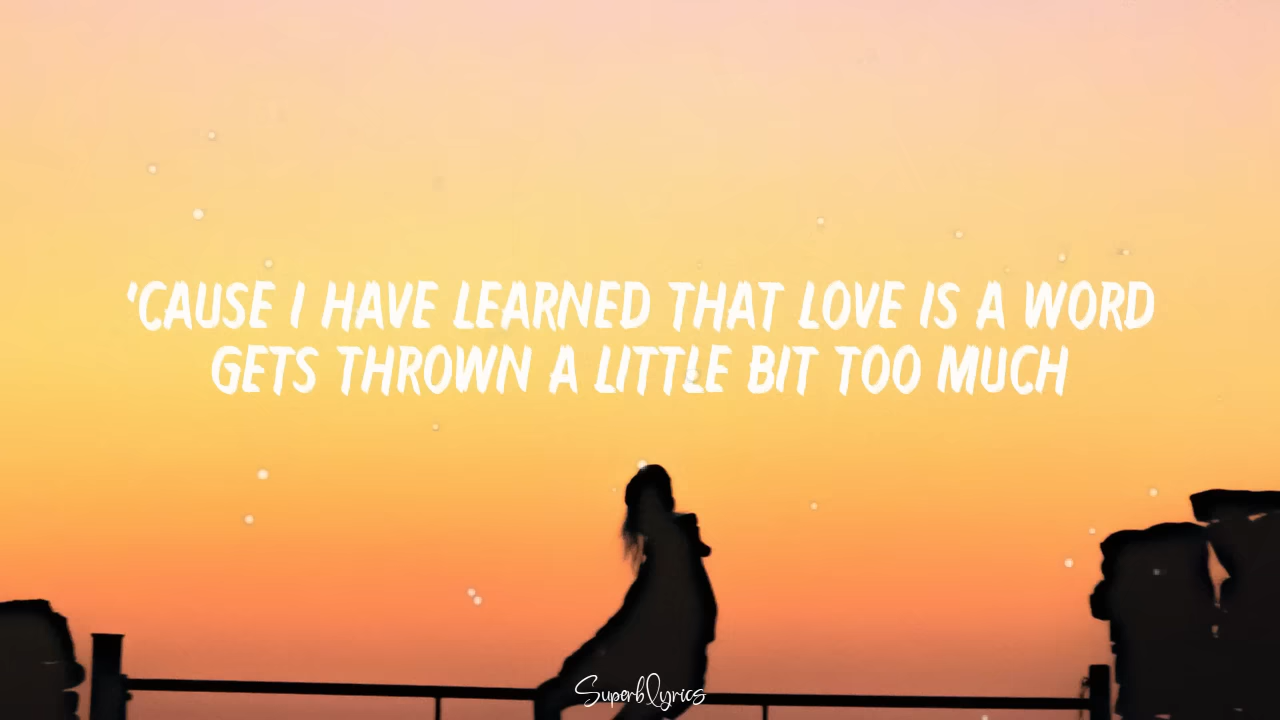 'CAUSE I HAVE LEARNED THAT LOVE IS A WORD
GETS THROWN A LITTLE BIT TOO MUCH
SuperbLyrics